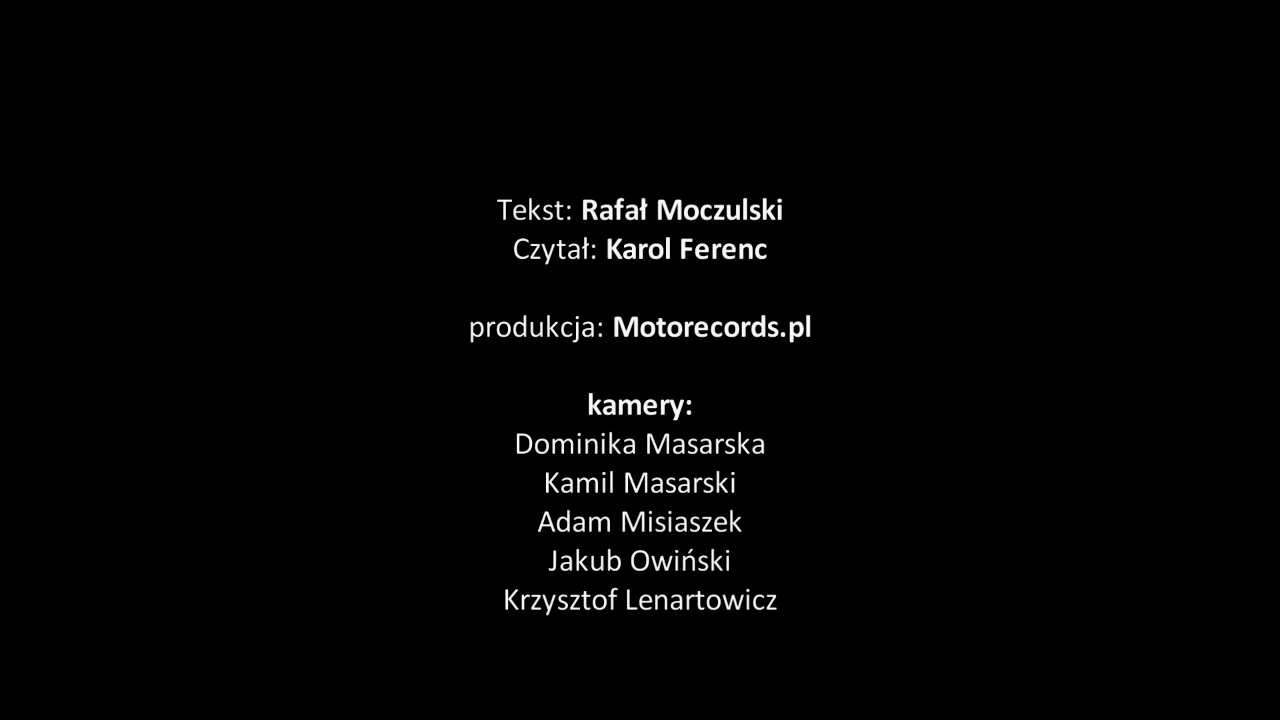 Tekst: Rafał Moczulski
Czytał: Karol Ferenc
produkcja: Motorecords.pl
kamery:
Dominika Masarska
Kamil Masarski
Adam Misiaszek
Jakub Owiński
Krzysztof Lenartowicz